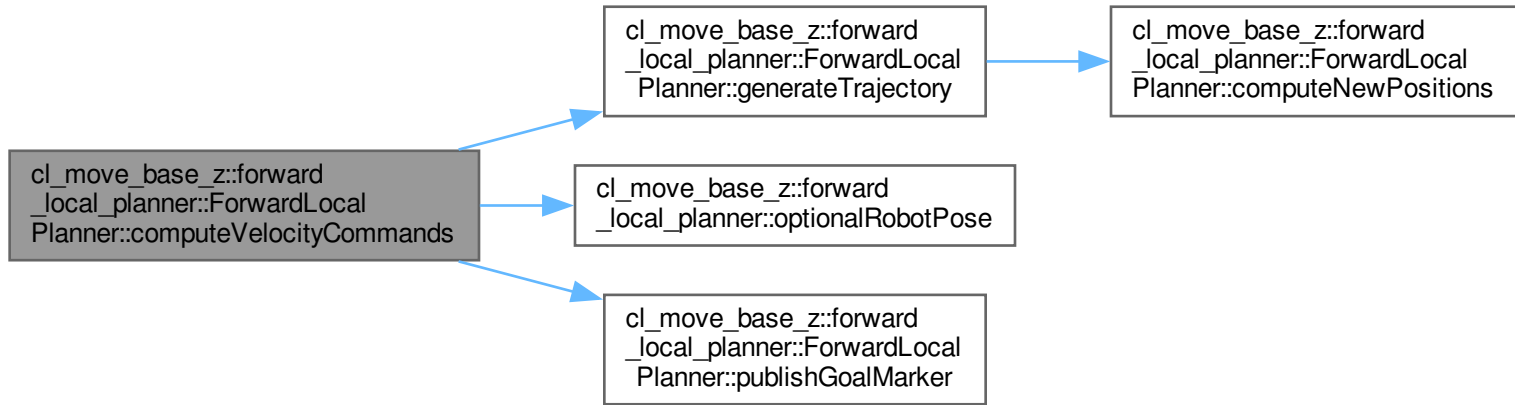 cl_move_base_z::forward
_local_planner::ForwardLocal
Planner::computeVelocityCommands
cl_move_base_z::forward
_local_planner::ForwardLocal
Planner::generateTrajectory
cl_move_base_z::forward
_local_planner::ForwardLocal
Planner::computeNewPositions
cl_move_base_z::forward
_local_planner::optionalRobotPose
cl_move_base_z::forward
_local_planner::ForwardLocal
Planner::publishGoalMarker